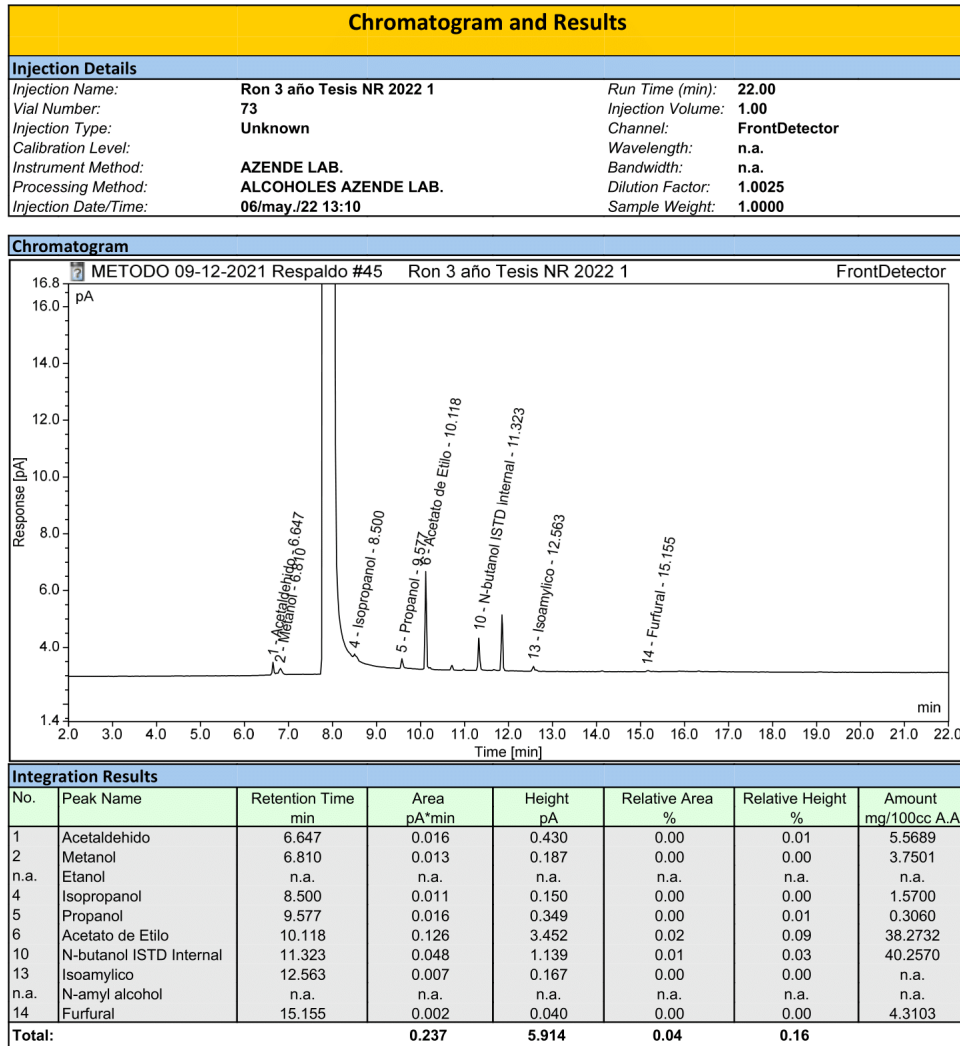 Chromatogram and Results
Injection Details
Injection Name: Ron 3 año Tesis NR 2022 1 Run Time (min): 22.00
Vial Number: 73 Injection Volume: 1.00
Injection Type: Unknown Channel: FrontDetector
Calibration Level: Wavelength: n.a.
Instrument Method: AZENDE LAB. Bandwidth: n.a.
Processing Method: ALCOHOLES AZENDE LAB. Dilution Factor: 1.0025
Injection Date/Time: 06/may./22 13:10 Sample Weight: 1.0000
Chromatogram
METODO 09-12-2021 Respaldo #45 Ron 3 año Tesis NR 2022 1 FrontDetector
16.8
pA
16.0
14.0
12.0
10.0
8.0
6.0
4.0
1.4
Response [pA]
1 - Acetaldehido - 6.647
2 - Metanol - 6.810
4 - Isopropanol - 8.500
5 - Propanol - 9.577
6 - Acetato de Etilo - 10.118
10 - N-butanol ISTD internal - 11.323
13 - Isoamylico - 12.563
14 - Furfural - 15.155
min
2.0 3.0 4.0 5.0 6.0 7.0 8.0 9.0 10.0 11.0 12.0 13.0 14.0 15.0 16.0 17.0 18.0 19.0 20.0 21.0 22.0
Time [min]
Integration Results
No. Peak Name Retention Time Area Height Relative Area Relative Height Amount
min pA*min pA % % mg/100cc A.A
1 Acetaldehido 6.647 0.016 0.430 0.00 0.01 5.5689
2 Metanol 6.810 0.013 0.187 0.00 0.00 3.7501
n.a. Etanol n.a. n.a. n.a. n.a. n.a. n.a.
4 Isopropanol 8.500 0.011 0.150 0.00 0.00 1.5700
5 Propanol 9.577 0.016 0.349 0.00 0.01 0.3060
6 Acetato de Etilo 10.118 0.126 3.452 0.02 0.09 38.2732
10 N-butanol ISTD Internal 11.323 0.048 1.139 0.01 0.03 40.2570
13 Isoamylico 12.563 0.007 0.167 0.00 0.00 n.a.
n.a. N-amyl alcohol n.a. n.a. n.a. n.a. n.a. n.a.
14 Furfural 15.155 0.002 0.040 0.00 0.00 4.3103
Total: 0.237 5.914 0.04 0.16